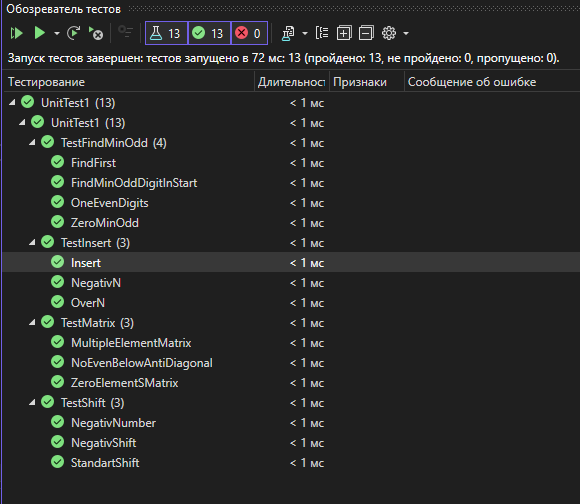 Обозреватель тестов
13 13 0
Запуск тестов завершен: тестов запущено в 72 мс: 13 (пройдено: 13, не пройдено: 0, пропущено: 0).
Тестирование Длительност Признаки Сообщение об ошибке
UnitTest1 (13) < 1 мс
UnitTest1 (13) < 1 мс
TestFindMinOdd (4) < 1 мс
FindFirst < 1 мс
FindMinOddDigitInStart < 1 мс
OneEvenDigits < 1 мс
ZeroMinOdd < 1 мс
TestInsert (3) < 1 мс
Insert < 1 мс
NegativN < 1 мс
OverN < 1 мс
TestMatrix (3) < 1 мс
MultipleElementMatrix < 1 мс
NoEvenBelowAntiDiagonal < 1 мс
ZeroElementSMatrix < 1 мс
TestShift (3) < 1 мс
NegativNumber < 1 мс
NegativShift < 1 мс
StandartShift < 1 мс